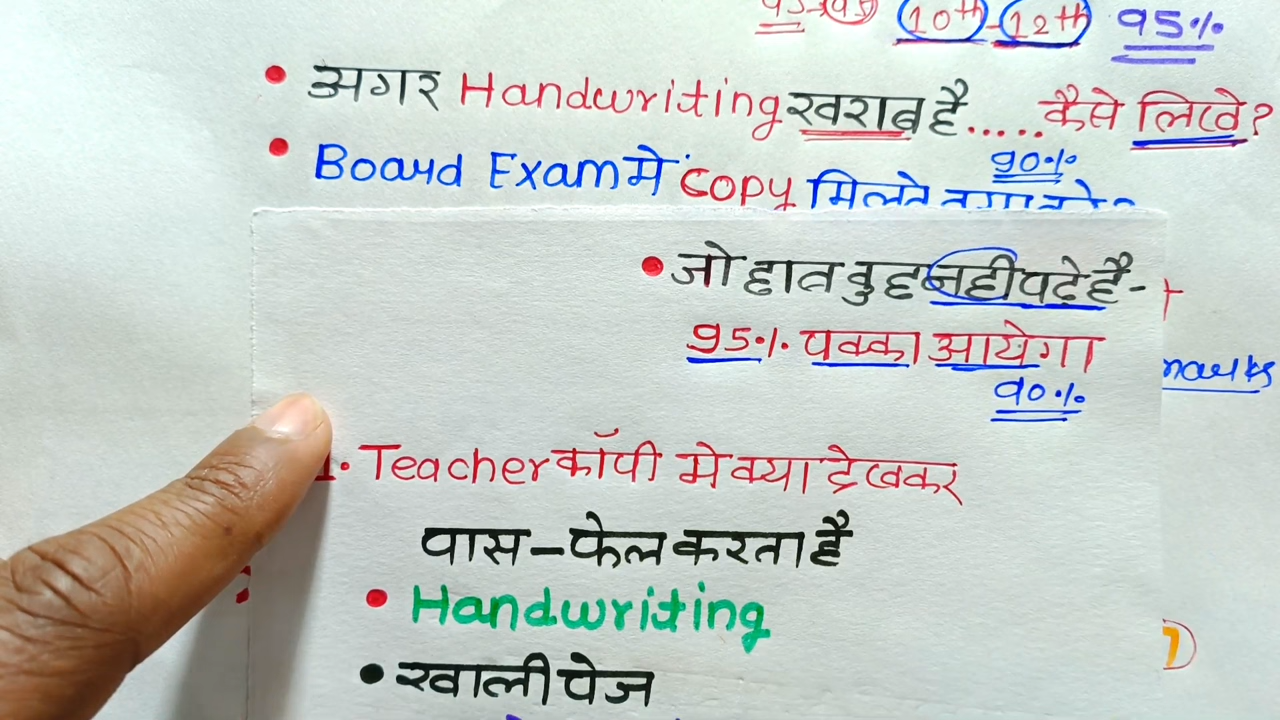 10th-12th 95%
• अगर Handwriting खराब है.....कैसे लिखे?
90%
• Board Exam में Copy मिलते
• जो छात्र कुछ नही पढ़े है-
95% पक्का आयेगा
90%
marks
1. Teacher कॉपी मे क्या देखकर
पास-फेल करता है
• Handwriting
• खाली पेज